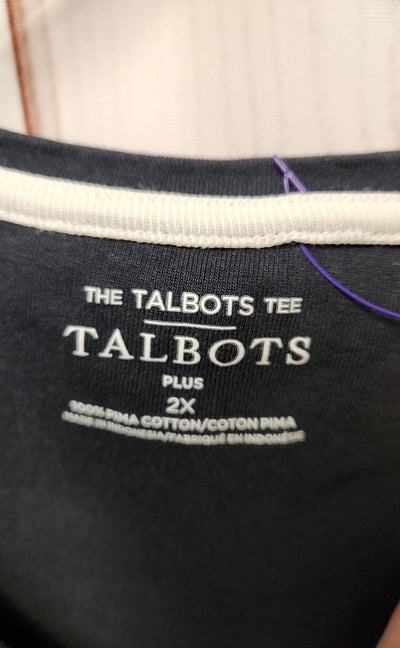 THE TALBOTS TEE
TALBOTS
PLUS
2X
100% PIMA COTTON/COTON PIMA
MADE IN INDONESIA/FABRIQUÉ EN INDONÉSIE